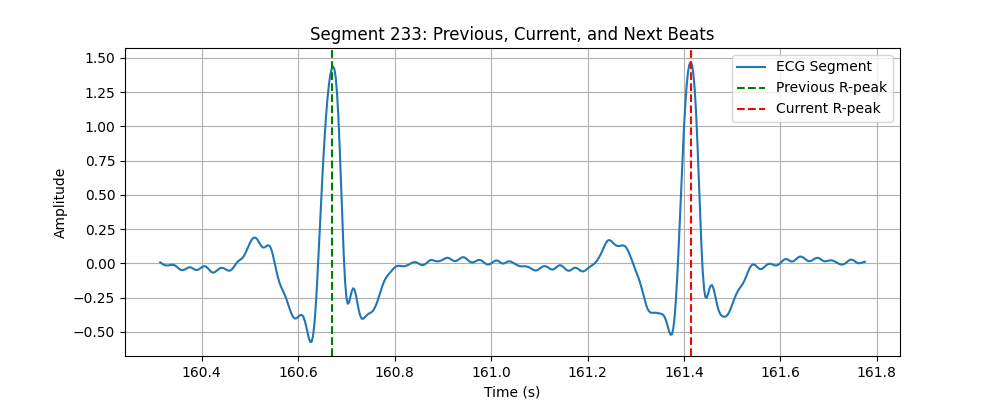 Segment 233: Previous, Current, and Next Beats
1.50
1.25
1.00
0.75
0.50
0.25
0.00
−0.25
−0.50
Amplitude
ECG Segment
Previous R-peak
Current R-peak
160.4 160.6 160.8 161.0 161.2 161.4 161.6 161.8
Time (s)